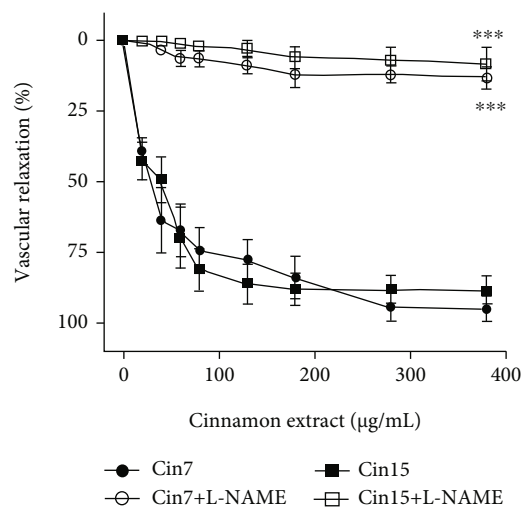 ***
***
0
25
50
75
100
Vascular relaxation (%)
0 100 200 300 400
Cinnamon extract (μg/mL)
Cin7 Cin15
Cin7+L-NAME Cin15+L-NAME